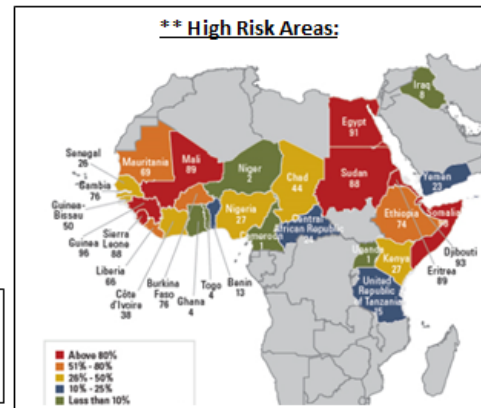 ** High Risk Areas:
Iraq
8
Egypt
91
Senegal
26
Mauritania
69
Mali
89
Niger
2
Chad
44
Sudan
88
Yemen
23
Gambia
76
Guinea-
Bissau
50
Nigeria
27
Cameroon
1
Central
African Republic
Ethiopia
74
Somalia
Guinea
96
Sierra
Leone
88
Liberia
66
Côte
d'Ivoire
38
Burkina
Faso
76
Ghana
4
Togo
4
Benin
13
Uganda
1
Kenya
27
Djibouti
93
Eritrea
89
United
Republic
of Tanzania
15
Above 80%
51% - 80%
26% - 50%
10% - 25%
Less then 10%